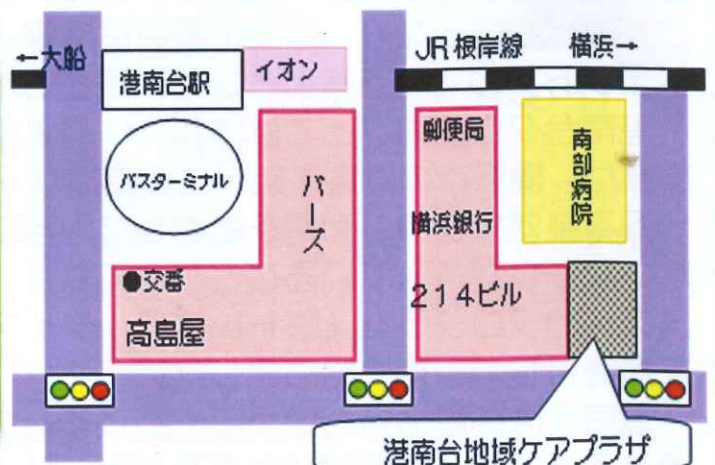 ←大船
港南台駅
イオン
JR根岸線
横浜→
バスターミナル
バーズ
郵便局
横浜銀行
南部病院
●交番
高島屋
214ビル
港南台地域ケアプラザ